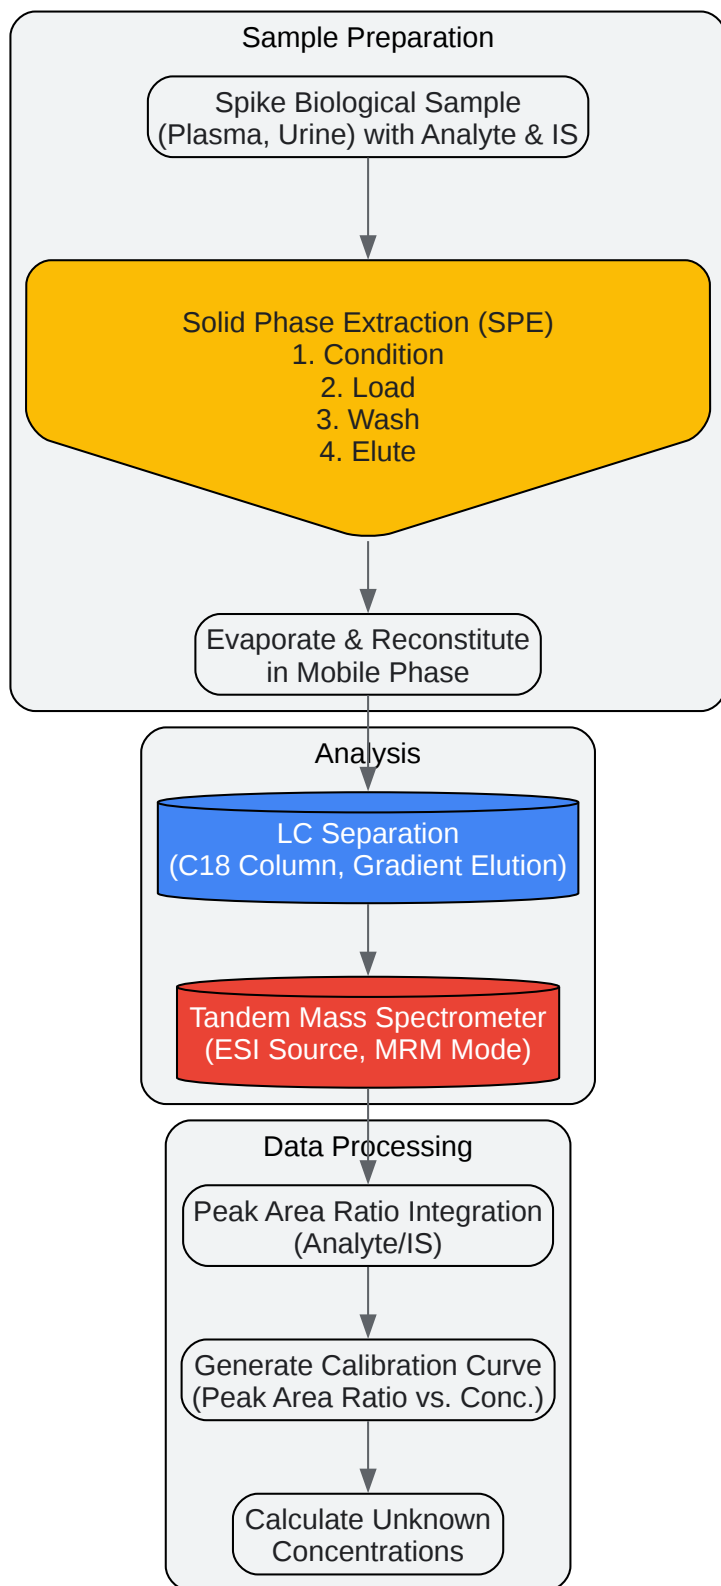 Sample Preparation
Spike Biological Sample
(Plasma, Urine) with Analyte & IS
Solid Phase Extraction (SPE)
1. Condition
2. Load
3. Wash
4. Elute
Evaporate & Reconstitute
in Mobile Phase
Analysis
LC Separation
(C18 Column, Gradient Elution)
Tandem Mass Spectrometer
(ESI Source, MRM Mode)
Data Processing
Peak Area Ratio Integration
(Analyte/IS)
Generate Calibration Curve
(Peak Area Ratio vs. Conc.)
Calculate Unknown
Concentrations